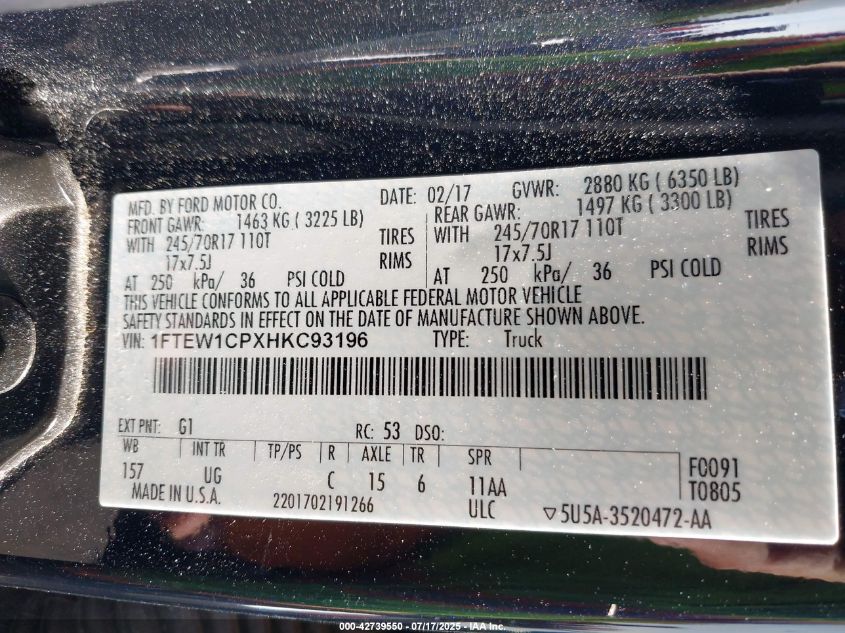 MFD. BY FORD MOTOR CO. DATE: 02/17 GVWR: 2880 KG ( 6350 LB)
FRONT GAWR: 1463 KG ( 3225 LB) REAR GAWR: 1497 KG ( 3300 LB)
WITH 245/70R17 110T TIRES WITH 245/70R17 110T TIRES
17x7.5J RIMS 17x7.5J RIMS
AT 250 kPa/ 36 PSI COLD AT 250 kPa/ 36 PSI COLD
THIS VEHICLE CONFORMS TO ALL APPLICABLE FEDERAL MOTOR VEHICLE
SAFETY STANDARDS IN EFFECT ON THE DATE OF MANUFACTURE SHOWN ABOVE.
VIN: 1FTEW1CPXHKC93196 TYPE: Truck
EXT PNT: G1 RC: 53 DSO:
WB INT TR TP/PS R AXLE TR SPR F0091
157 UG C 15 6 11AA T0805
MADE IN U.S.A. 2201702191266 ULC ▽5U5A-3520472-AA
000-42739550 - 07/17/2025 - IAA Inc.